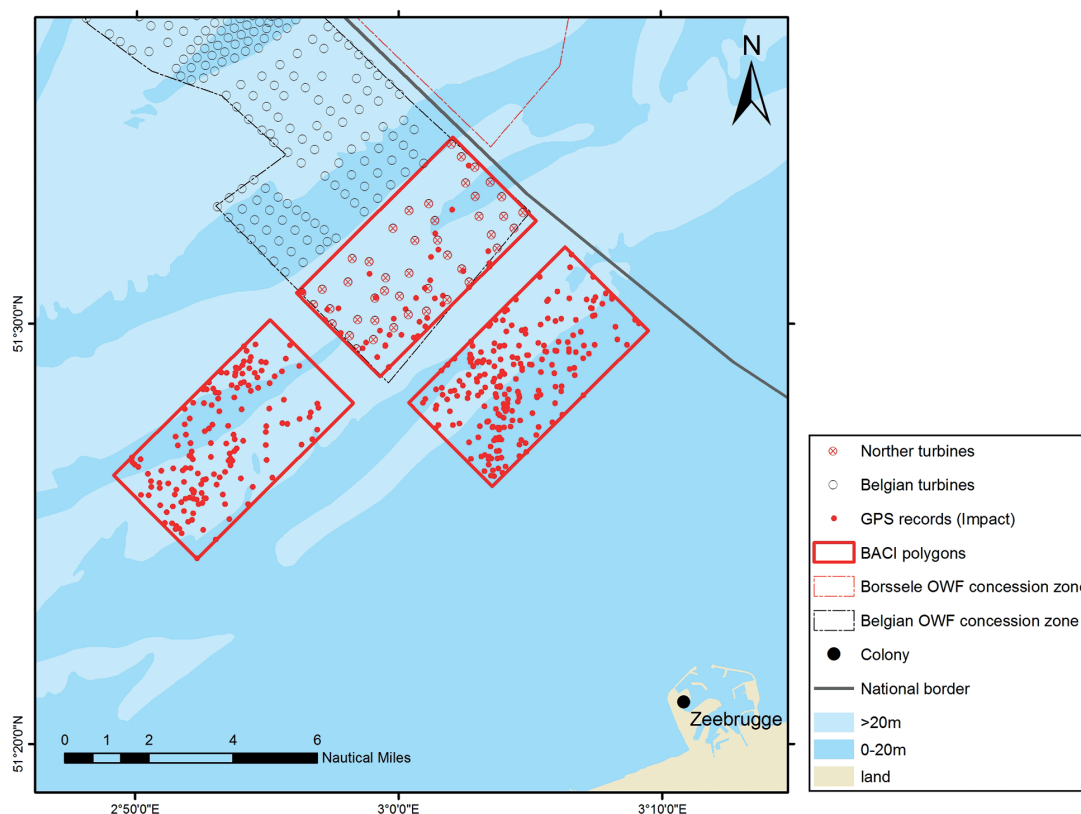 N
51°30'0"N
51°20'0"N
Zeebrugge
0 1 2 4 6
Nautical Miles
2°50'0"E 3°0'0"E 3°10'0"E
Norther turbines
Belgian turbines
GPS records (Impact)
BACI polygons
Borssele OWF concession zone
Belgian OWF concession zone
Colony
National border
>20m
0-20m
land